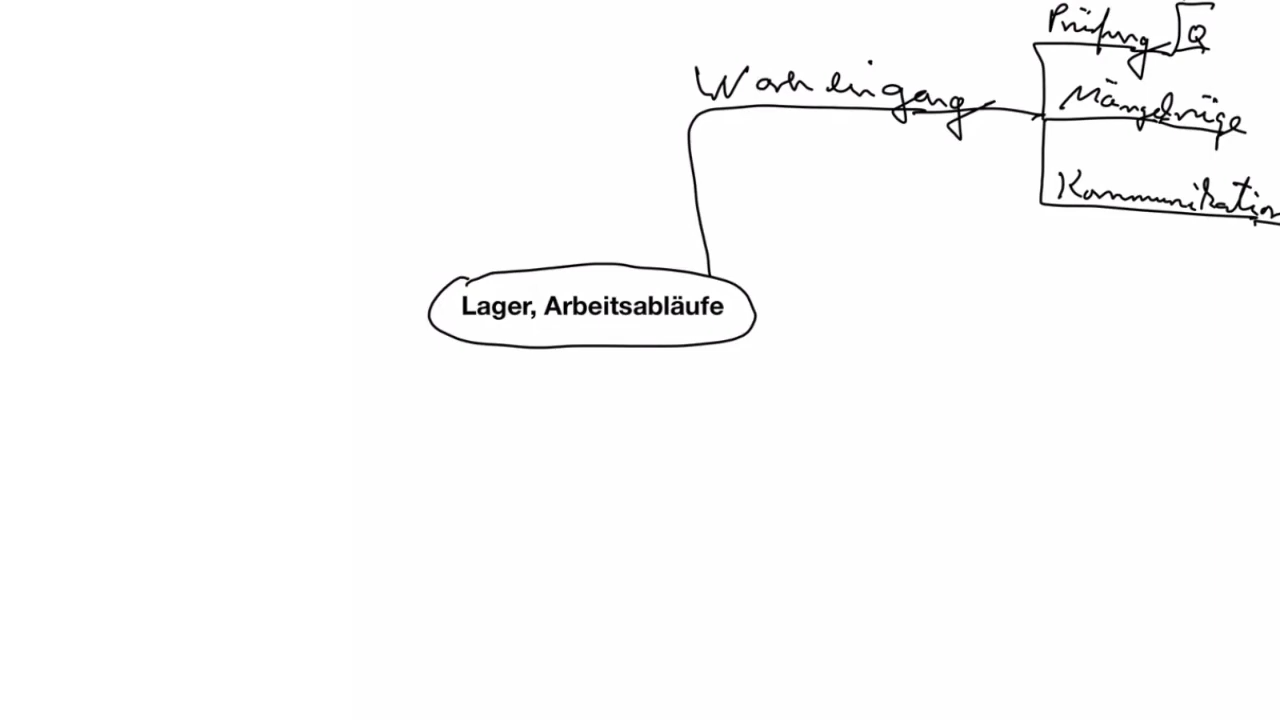 Prüfung Q
Wareneingang
Mängelrüge
Kommunikation
Lager, Arbeitsabläufe